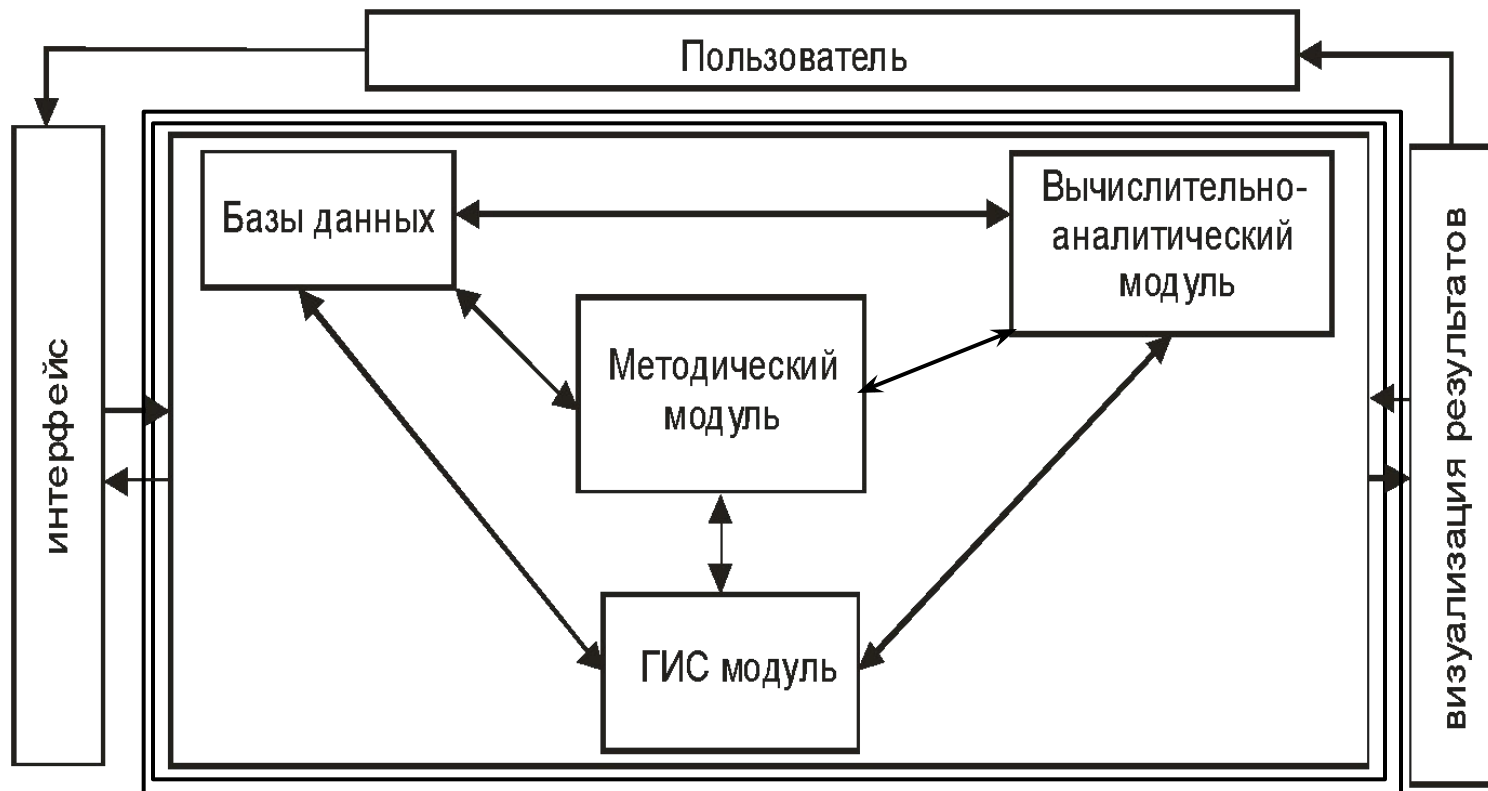 Пользователь
Базы данных
Вычислительно-
аналитический
модуль
Методический
модуль
ГИС модуль
интерфейс
визуализация результатов